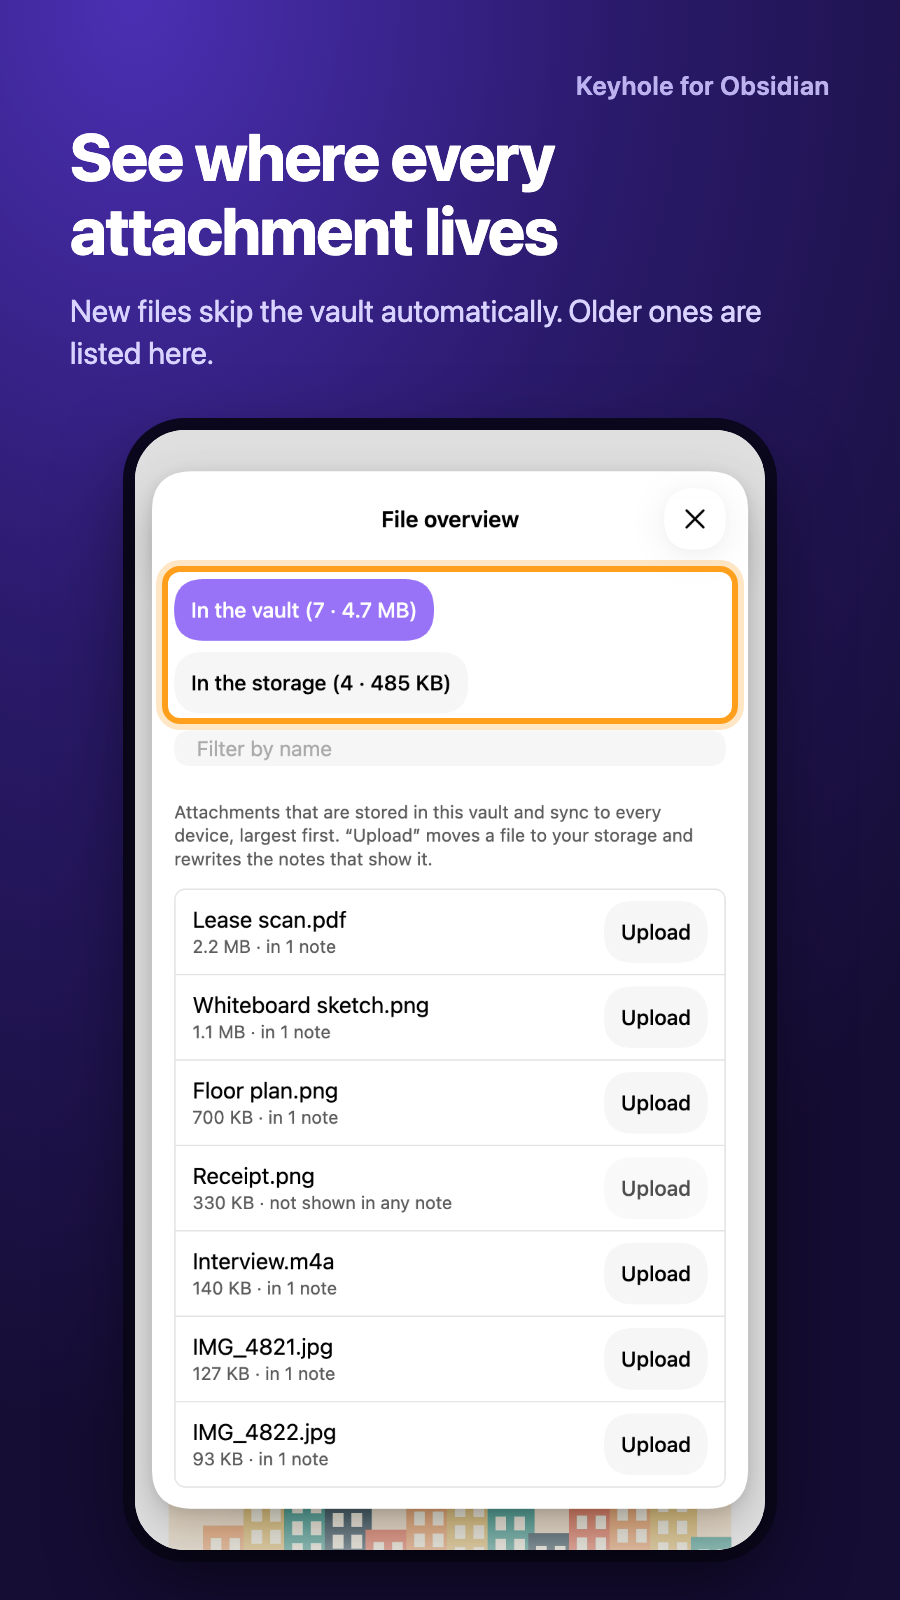 Keyhole for Obsidian
See where every
attachment lives
New files skip the vault automatically. Older ones are
listed here.
File overview
In the vault (7 · 4.7 MB)
In the storage (4 · 485 KB)
Filter by name
Attachments that are stored in this vault and sync to every
device, largest first. “Upload” moves a file to your storage and
rewrites the notes that show it.
Lease scan.pdf
2.2 MB · in 1 note
Upload
Whiteboard sketch.png
1.1 MB · in 1 note
Upload
Floor plan.png
700 KB · in 1 note
Upload
Receipt.png
330 KB · not shown in any note
Upload
Interview.m4a
140 KB · in 1 note
Upload
IMG_4821.jpg
127 KB · in 1 note
Upload
IMG_4822.jpg
93 KB · in 1 note
Upload